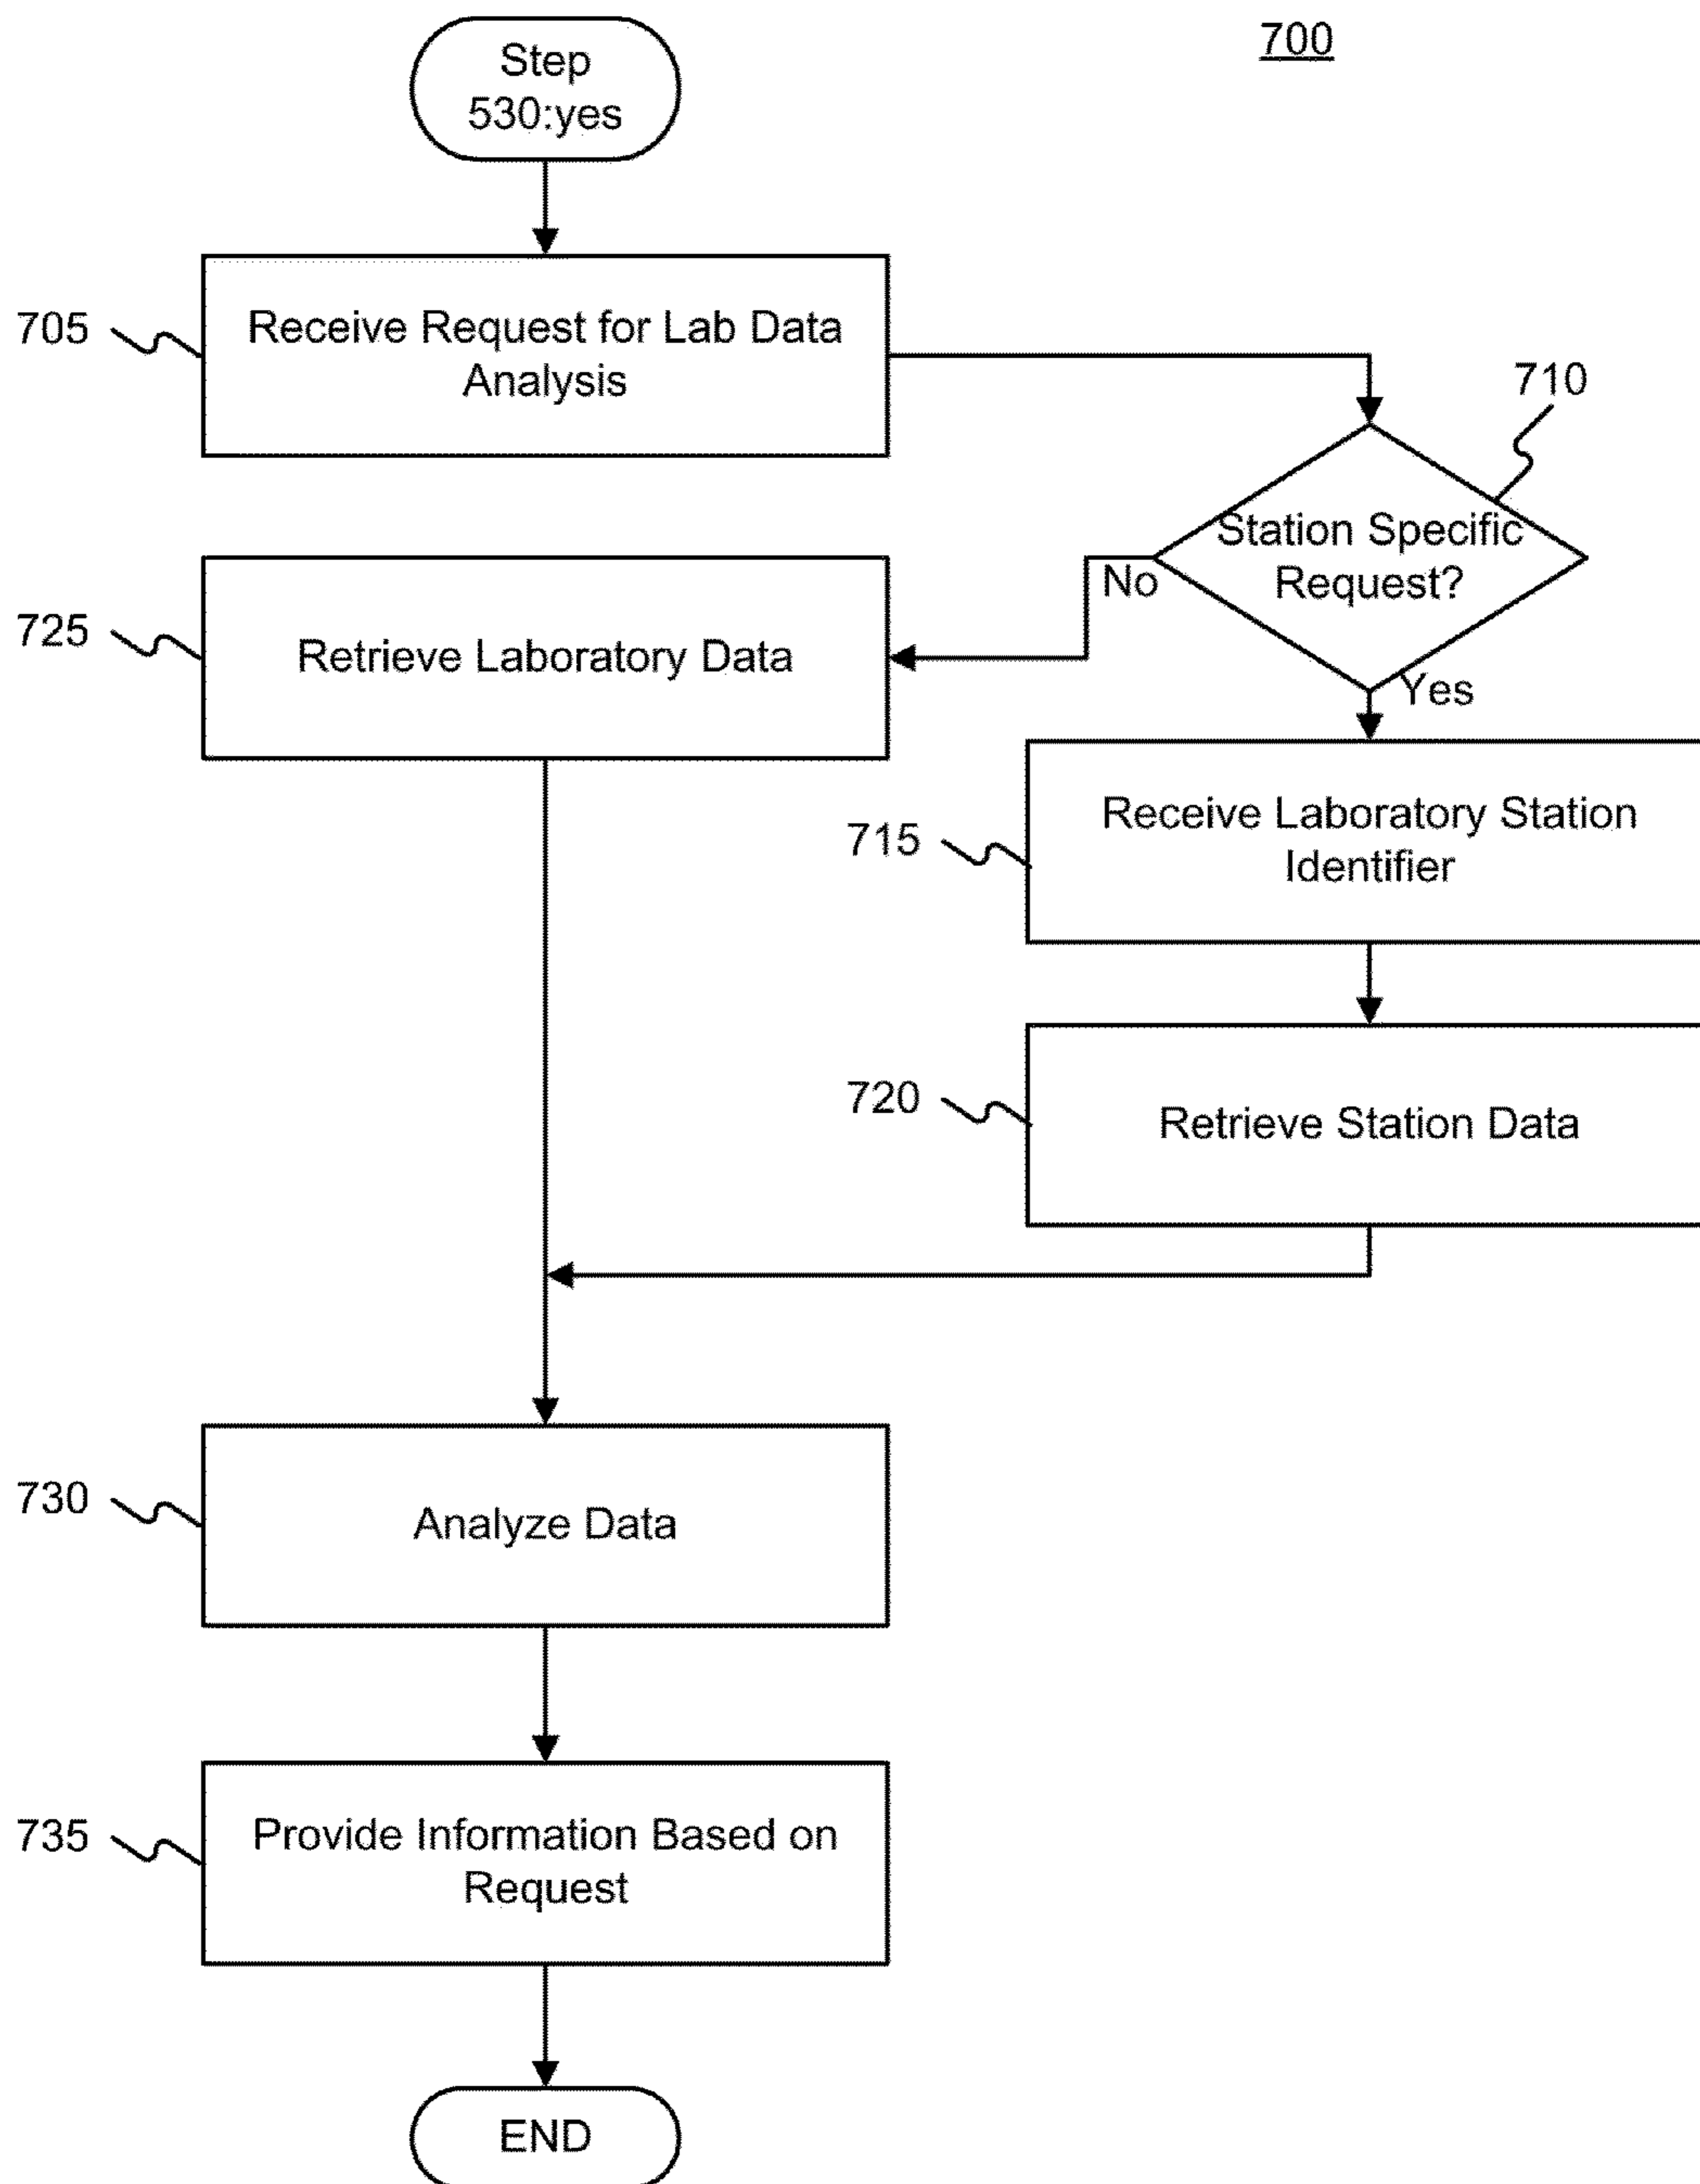 700
Step
530:yes
705
Receive Request for Lab Data
Analysis
710
Station Specific
Request?
No
Yes
725
Retrieve Laboratory Data
715
Receive Laboratory Station
Identifier
720
Retrieve Station Data
730
Analyze Data
735
Provide Information Based on
Request
END